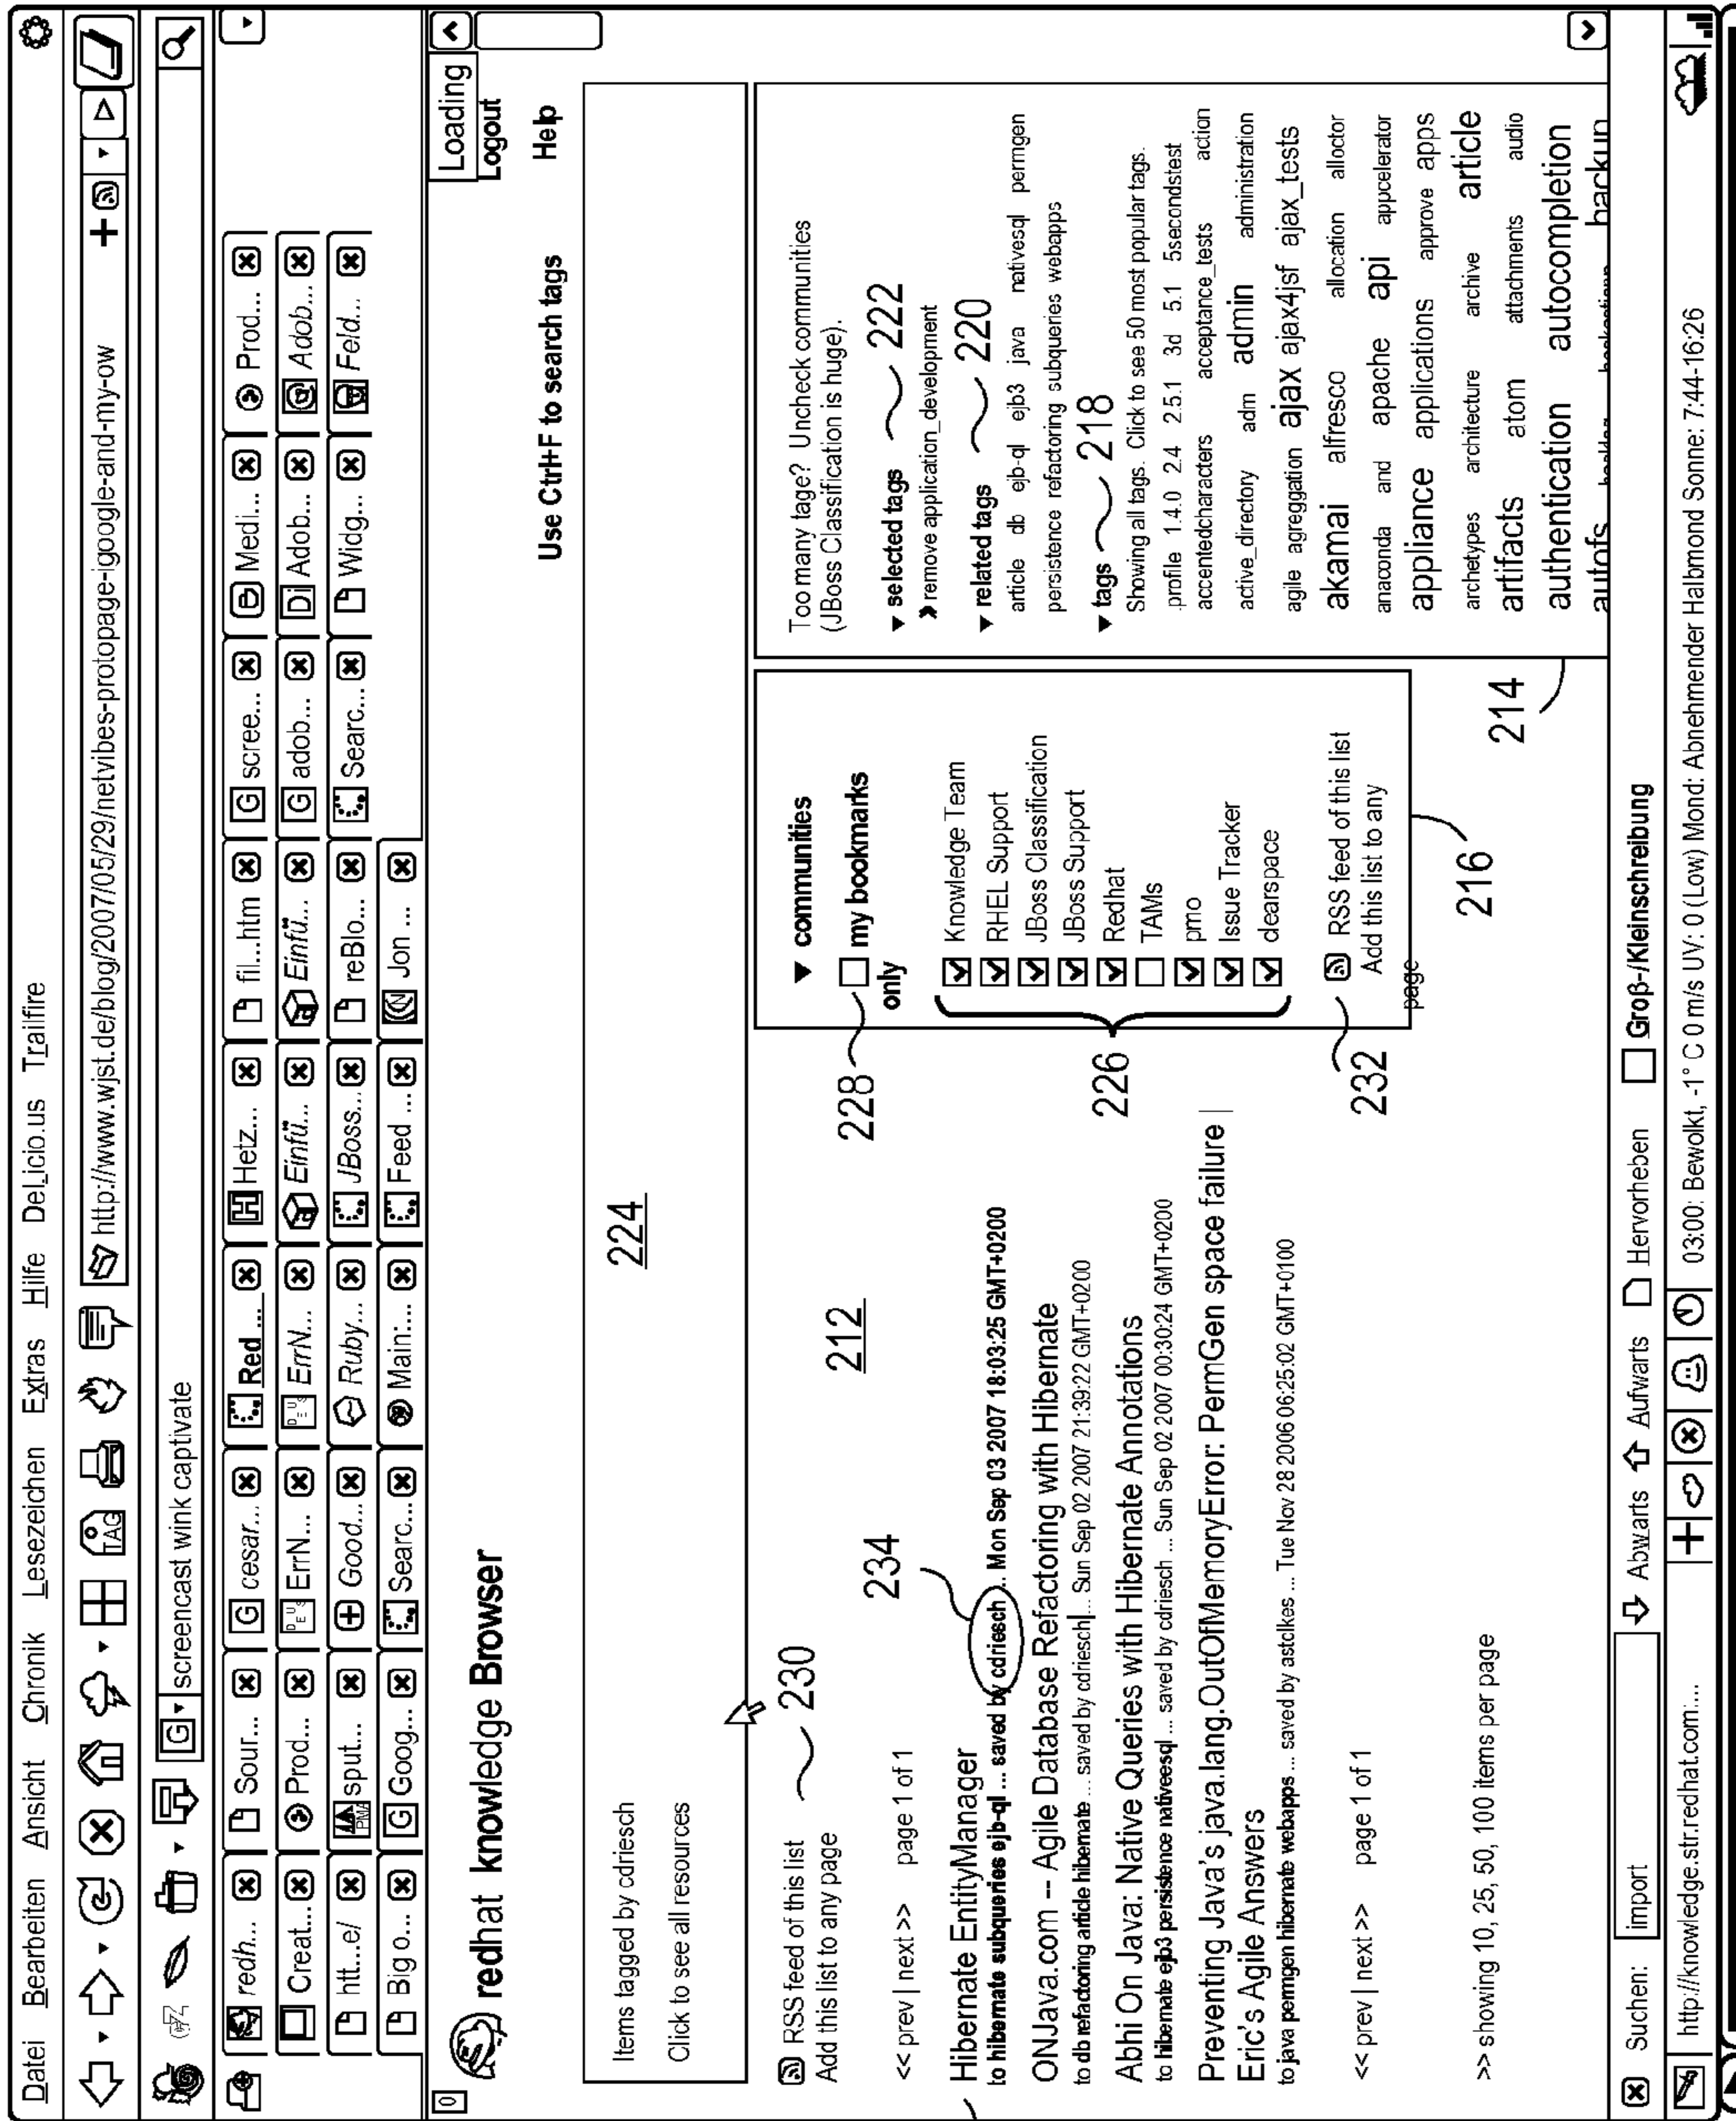 Datei Bearbeiten Ansicht Chronik Lesezeichen Extras Hilfe Del.icio.us Trailfire
TAG http://www.wjst.de/blog/2007/05/29/netvibes-protopage-igoogle-and-my-ow
G screencast wink captivate
redh... Sour... G cesar... Red ... H Hetz... fil...htm G scree... Medi... Prod...
Creat... Prod... ErrN... ErrN... Einfü... Einfü... G adob... Di Adob... Adob...
htt...e/ PMA sput... Good... Ruby... JBoss... reBlo... Searc... Widg... Feld...
Big o... G Goog... Searc... Main:... Feed ... Jon ...
0
Loading
redhat knowledge Browser
Logout
Use Ctrl+F to search tags
Help
224
Items tagged by cdriesch
Click to see all resources
230
RSS feed of this list
Add this list to any page
212
<< prev | next >> page 1 of 1
234
Hibernate EntityManager
to hibernate subqueries ejb-ql ... saved by cdriesch ... Mon Sep 03 2007 18:03:25 GMT+0200
ONJava.com -- Agile Database Refactoring with Hibernate
to db refactoring article hibernate ... saved by cdriesch ... Sun Sep 02 2007 21:39:22 GMT+0200
Abhi On Java: Native Queries with Hibernate Annotations
to hibernate ejb3 persistence nativeesql ... saved by cdriesch ... Sun Sep 02 2007 00:30:24 GMT+0200
Preventing Java's java.lang.OutOfMemoryError: PermGen space failure |
Eric's Agile Answers
to java permgen hibernate webapps ... saved by astclkes ... Tue Nov 28 2006 06:25:02 GMT+0100
<< prev | next >> page 1 of 1
>> showing 10, 25, 50, 100 items per page
communities
228
my bookmarks
only
226
Knowledge Team
RHEL Support
JBoss Classification
JBoss Support
Redhat
TAMs
pmo
Issue Tracker
clearspace
232
RSS feed of this list
Add this list to any
page
216
214
Too many tage? Uncheck communities
(JBoss Classification is huge).
selected tags 222
remove application_development
related tags 220
article db ejb-ql ejb3 java nativesql permgen
persistence refactoring subqueries webapps
tags 218
Showing all tags. Click to see 50 most popular tags.
.profile 1.4.0 2.4 2.5.1 3d 5.1 5secondstest
accentedcharacters acceptance_tests action
active_directory adm admin administration
agile agreggation ajax ajax4jsf ajax_tests
akamai alfresco allocation alloctor
anaconda and apache api appcelerator
appliance applications approve apps
archetypes architecture archive article
artifacts atom attachments audio
authentication autocompletion
autofs backup
Suchen: import Abwarts Aufwarts Hervorheben Groß-/Kleinschreibung
http://knowledge.str.redhat.com.... 03:00: Bewolkt, -1° C 0 m/s UV: 0 (Low) Mond: Abnehmender Halbmond Sonne: 7:44-16:26